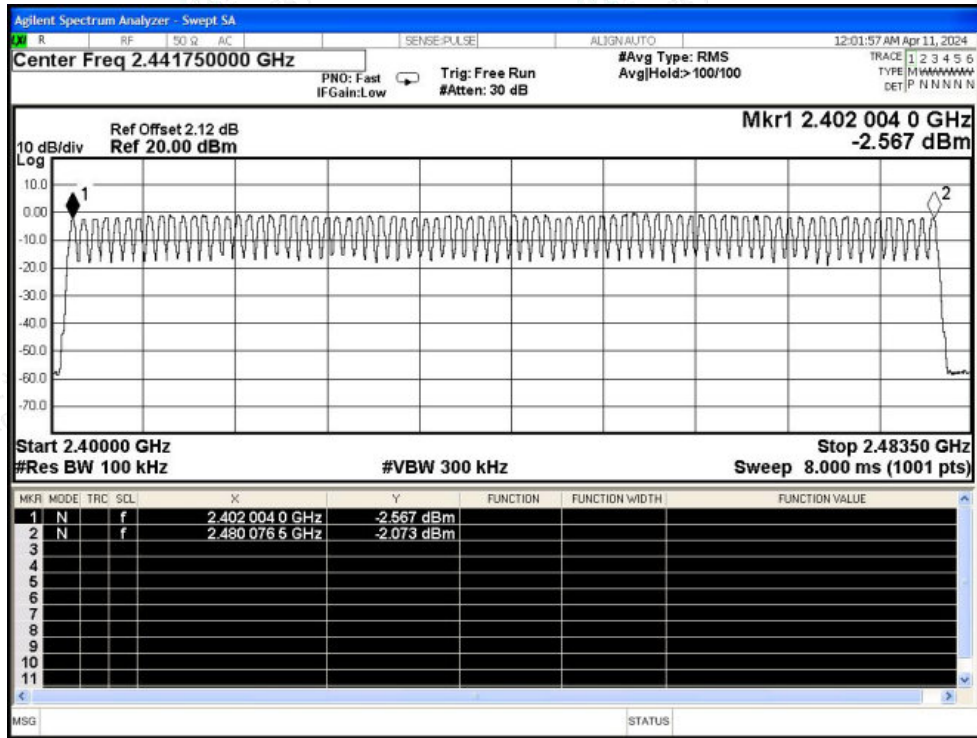 Agilent Spectrum Analyzer - Swept SA
LXI R RF 50 Ω AC SENSE:PULSE ALIGNAUTO 12:01:57 AM Apr 11, 2024
Center Freq 2.441750000 GHz #Avg Type: RMS TRACE 1 2 3 4 5 6
PNO: Fast Trig: Free Run Avg|Hold:>100/100 TYPE M WWWWW
IFGain:Low #Atten: 30 dB DET P N N N N N
Mkr1 2.402 004 0 GHz
Ref Offset 2.12 dB
10 dB/div Ref 20.00 dBm -2.567 dBm
Log
10.0
1 2
0.00
-10.0
-20.0
-30.0
-40.0
-50.0
-60.0
-70.0
Start 2.40000 GHz Stop 2.48350 GHz
#Res BW 100 kHz #VBW 300 kHz Sweep 8.000 ms (1001 pts)
MKR MODE TRC SCL X Y FUNCTION FUNCTION WIDTH FUNCTION VALUE
1 N f 2.402 004 0 GHz -2.567 dBm
2 N f 2.480 076 5 GHz -2.073 dBm
3
4
5
6
7
8
9
10
11
MSG STATUS